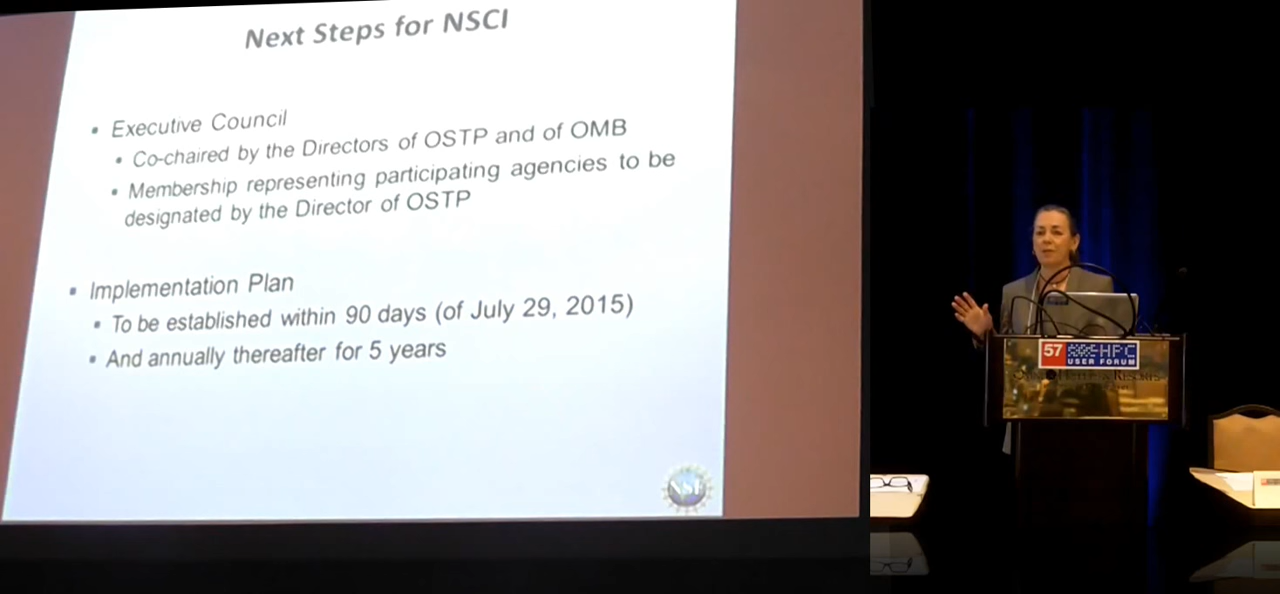 Next Steps for NSCI
▪ Executive Council
▪ Co-chaired by the Directors of OSTP and of OMB
▪ Membership representing participating agencies to be
designated by the Director of OSTP
▪ Implementation Plan
▪ To be established within 90 days (of July 29, 2015)
▪ And annually thereafter for 5 years
NSF
57 HPC
USER FORUM